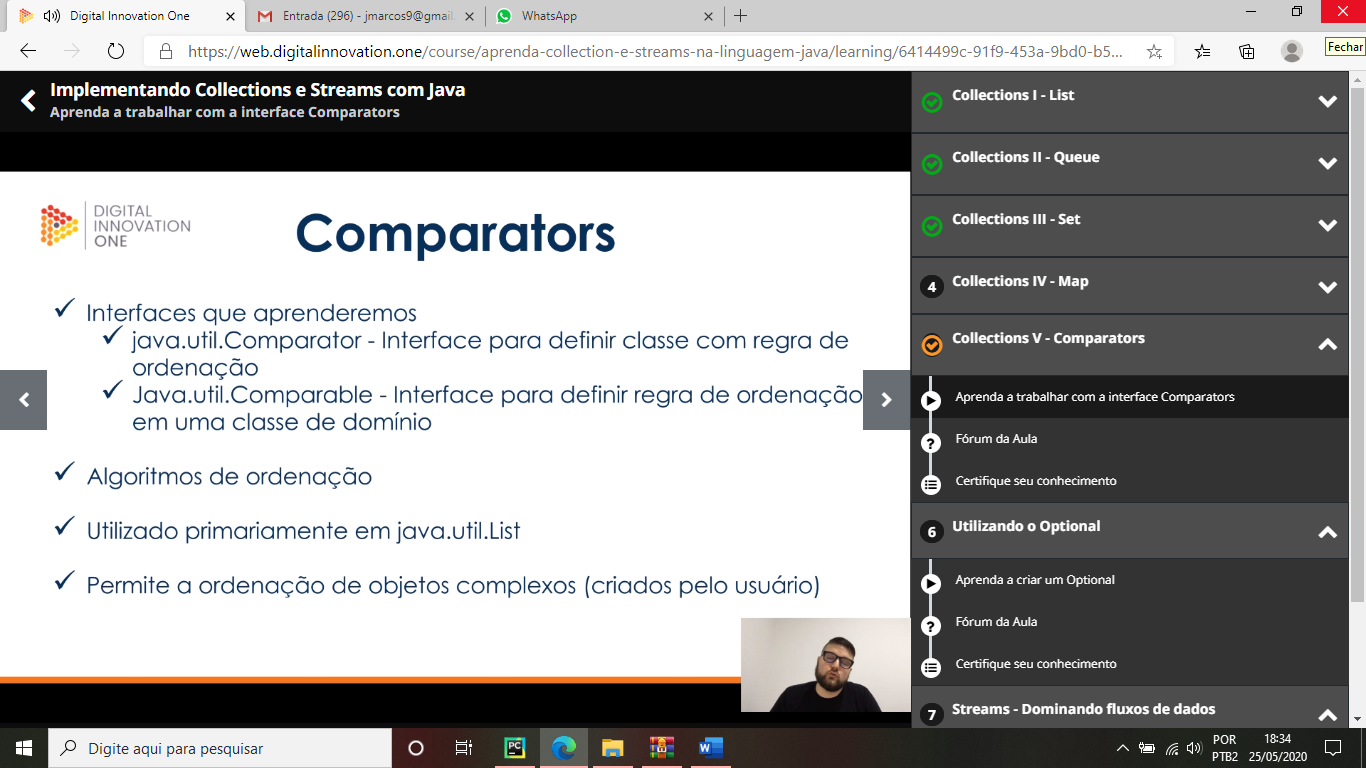 Digital Innovation One
Entrada (296) - jmarcos9@gmail.
WhatsApp
https://web.digitalinnovation.one/course/aprenda-collection-e-streams-na-linguagem-java/learning/6414499c-91f9-453a-9bd0-b5...
Fechar
Implementando Collections e Streams com Java
Aprenda a trabalhar com a interface Comparators
DIGITAL
INNOVATION
ONE
Comparators
Interfaces que aprenderemos
java.util.Comparator - Interface para definir classe com regra de
ordenação
Java.util.Comparable - Interface para definir regra de ordenação
em uma classe de domínio
Algoritmos de ordenação
Utilizado primariamente em java.util.List
Permite a ordenação de objetos complexos (criados pelo usuário)
Collections I - List
Collections II - Queue
Collections III - Set
4 Collections IV - Map
Collections V - Comparators
Aprenda a trabalhar com a interface Comparators
? Fórum da Aula
Certifique seu conhecimento
6 Utilizando o Optional
Aprenda a criar um Optional
? Fórum da Aula
Certifique seu conhecimento
7 Streams - Dominando fluxos de dados
Digite aqui para pesquisar
PC
W
POR
PTB2
18:34
25/05/2020